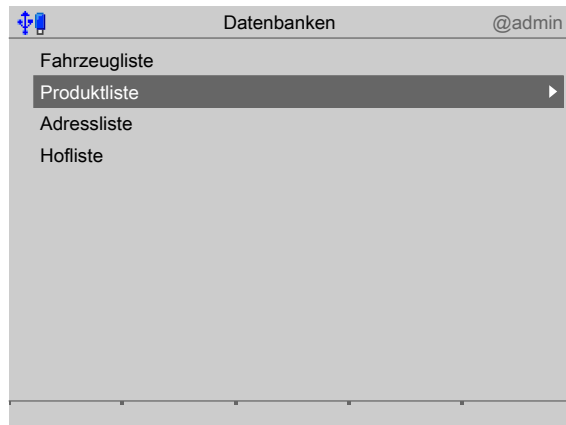 Datenbanken @admin
Fahrzeugliste
Produktliste
Adressliste
Hofliste